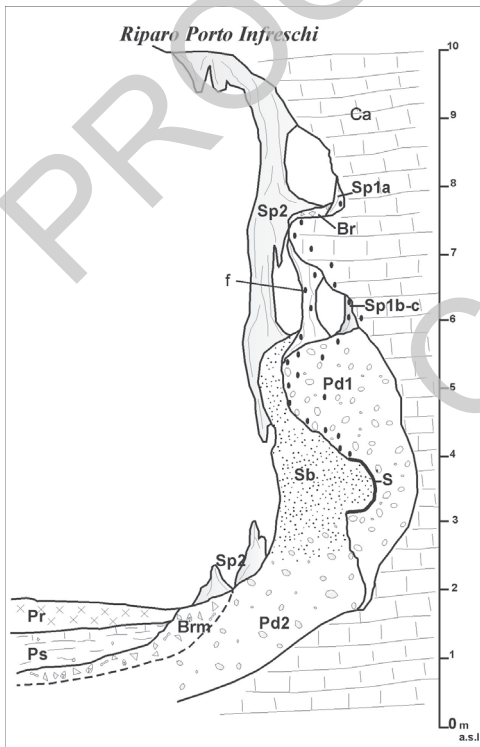 Riparo Porto Infreschi
10
9
Ca
8
Sp1a
Sp2
Br
7
f
Sp1b-c
6
Pd1
5
4
Sb
S
3
Sp2
2
Pr
Brm
Pd2
Ps
1
0 m
a.s.l
PROO
C